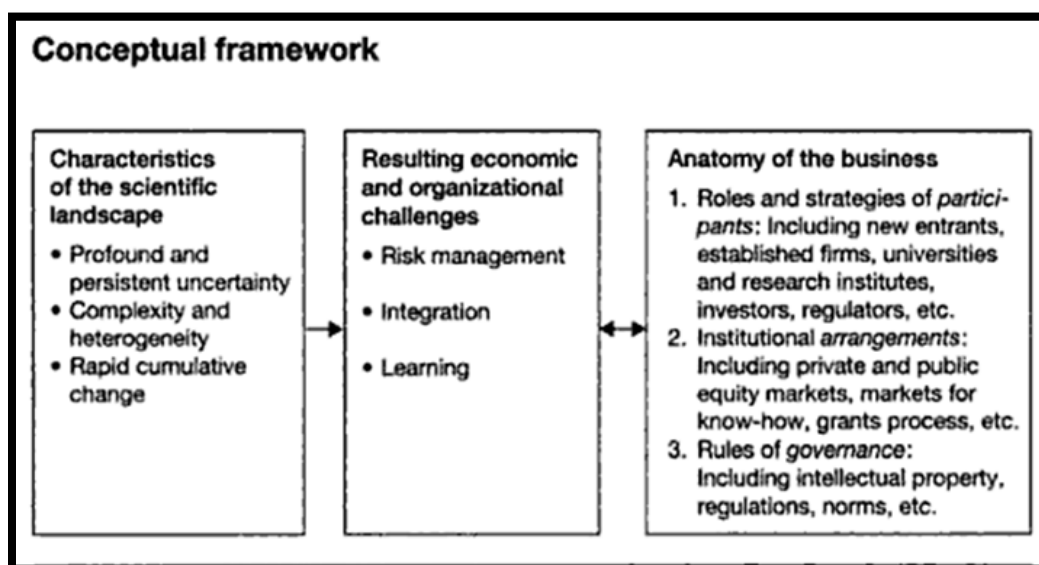 Conceptual framework
Characteristics
of the scientific
landscape
• Profound and
persistent uncertainty
• Complexity and
heterogeneity
• Rapid cumulative
change
Resulting economic
and organizational
challenges
• Risk management
• Integration
• Learning
Anatomy of the business
1. Roles and strategies of partici-
pants: Including new entrants,
established firms, universities
and research institutes,
investors, regulators, etc.
2. Institutional arrangements:
Including private and public
equity markets, markets for
know-how, grants process, etc.
3. Rules of governance:
Including intellectual property,
regulations, norms, etc.